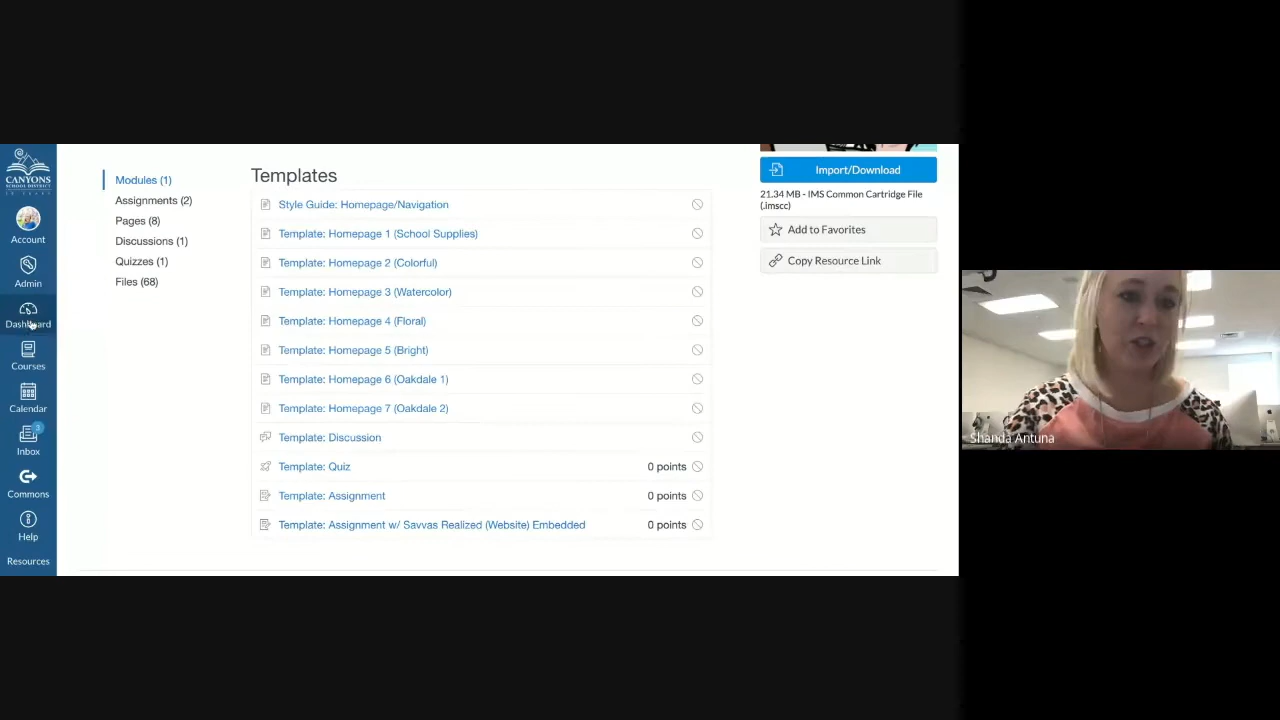 CANYONS
SCHOOL DISTRICT
Account
Admin
Dashboard
Courses
Calendar
3
Inbox
Commons
Help
Resources
Modules (1)
Assignments (2)
Pages (8)
Discussions (1)
Quizzes (1)
Files (68)
Templates
Style Guide: Homepage/Navigation
Template: Homepage 1 (School Supplies)
Template: Homepage 2 (Colorful)
Template: Homepage 3 (Watercolor)
Template: Homepage 4 (Floral)
Template: Homepage 5 (Bright)
Template: Homepage 6 (Oakdale 1)
Template: Homepage 7 (Oakdale 2)
Template: Discussion
Template: Quiz 0 points
Template: Assignment 0 points
Template: Assignment w/ Savvas Realized (Website) Embedded 0 points
Import/Download
21.34 MB - IMS Common Cartridge File
(.imscc)
Add to Favorites
Copy Resource Link
Shanda Antuna